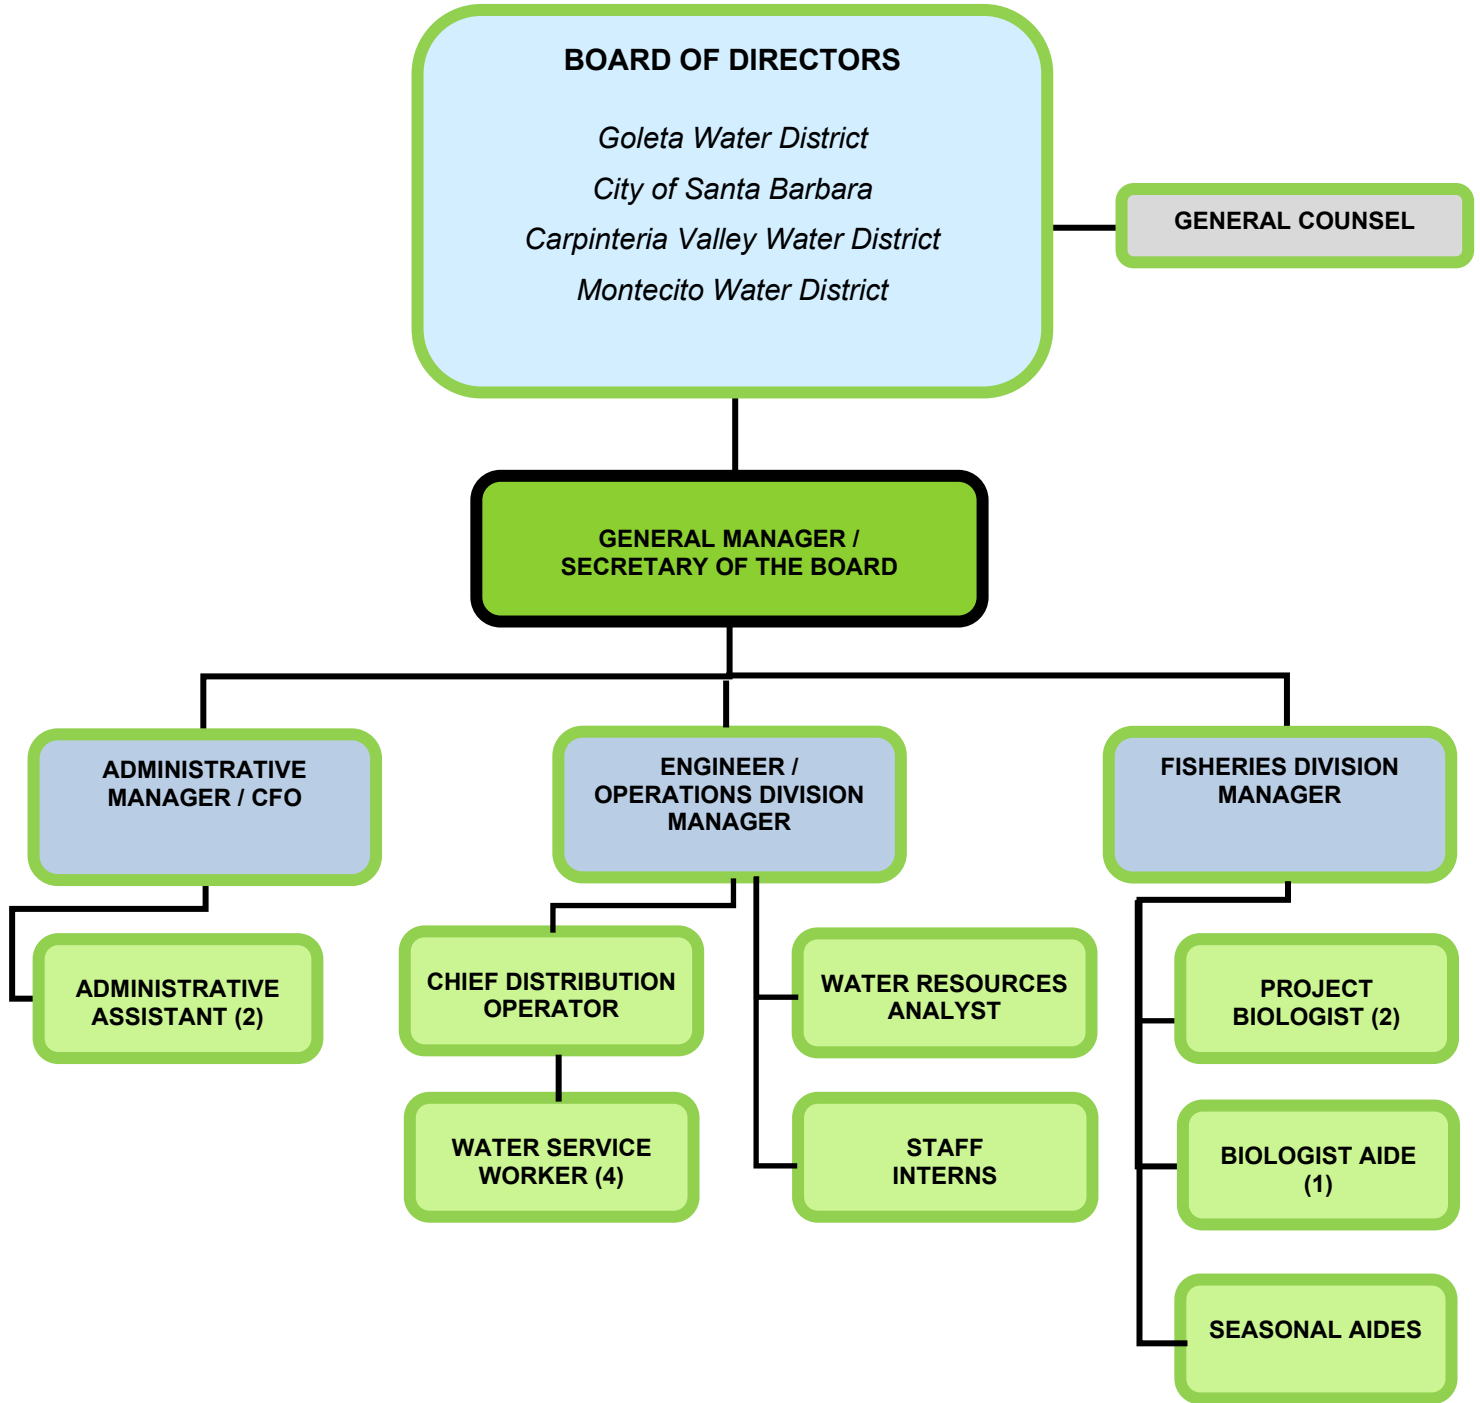 BOARD OF DIRECTORS
Goleta Water District
City of Santa Barbara
Carpinteria Valley Water District
Montecito Water District
GENERAL COUNSEL
GENERAL MANAGER /
SECRETARY OF THE BOARD
ADMINISTRATIVE
MANAGER / CFO
ENGINEER /
OPERATIONS DIVISION
MANAGER
FISHERIES DIVISION
MANAGER
ADMINISTRATIVE
ASSISTANT (2)
CHIEF DISTRIBUTION
OPERATOR
WATER RESOURCES
ANALYST
PROJECT
BIOLOGIST (2)
WATER SERVICE
WORKER (4)
STAFF
INTERNS
BIOLOGIST AIDE
(1)
SEASONAL AIDES